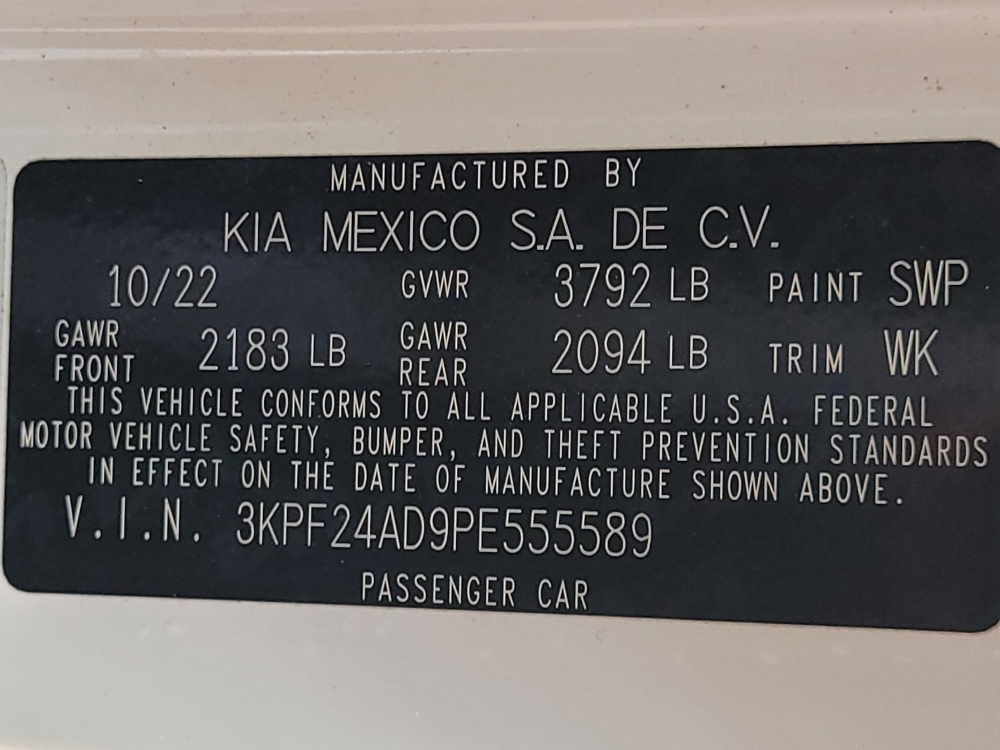 MANUFACTURED BY
KIA MEXICO S.A. DE C.V.
10/22 GVWR 3792 LB PAINT SWP
GAWR FRONT 2183 LB GAWR REAR 2094 LB TRIM WK
THIS VEHICLE CONFORMS TO ALL APPLICABLE U.S.A. FEDERAL
MOTOR VEHICLE SAFETY, BUMPER, AND THEFT PREVENTION STANDARDS
IN EFFECT ON THE DATE OF MANUFACTURE SHOWN ABOVE.
V.I.N. 3KPF24AD9PE555589
PASSENGER CAR